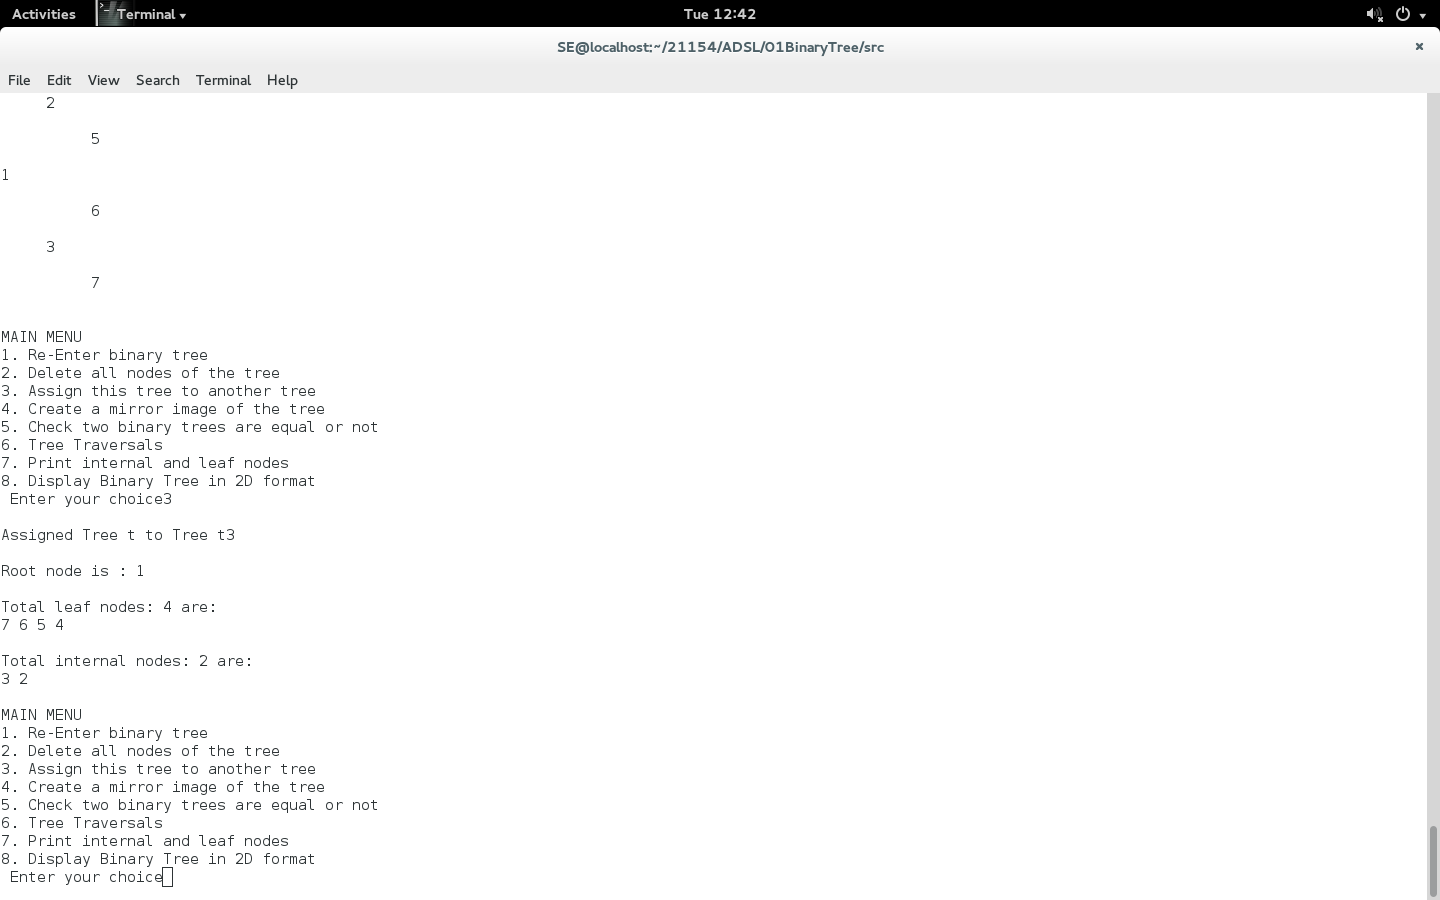 Activities Terminal Tue 12:42
SE@localhost:~/21154/ADSL/01BinaryTree/src
File Edit View Search Terminal Help
2
5
1
6
3
7
MAIN MENU
1. Re-Enter binary tree
2. Delete all nodes of the tree
3. Assign this tree to another tree
4. Create a mirror image of the tree
5. Check two binary trees are equal or not
6. Tree Traversals
7. Print internal and leaf nodes
8. Display Binary Tree in 2D format
Enter your choice3
Assigned Tree t to Tree t3
Root node is : 1
Total leaf nodes: 4 are:
7 6 5 4
Total internal nodes: 2 are:
3 2
MAIN MENU
1. Re-Enter binary tree
2. Delete all nodes of the tree
3. Assign this tree to another tree
4. Create a mirror image of the tree
5. Check two binary trees are equal or not
6. Tree Traversals
7. Print internal and leaf nodes
8. Display Binary Tree in 2D format
Enter your choice